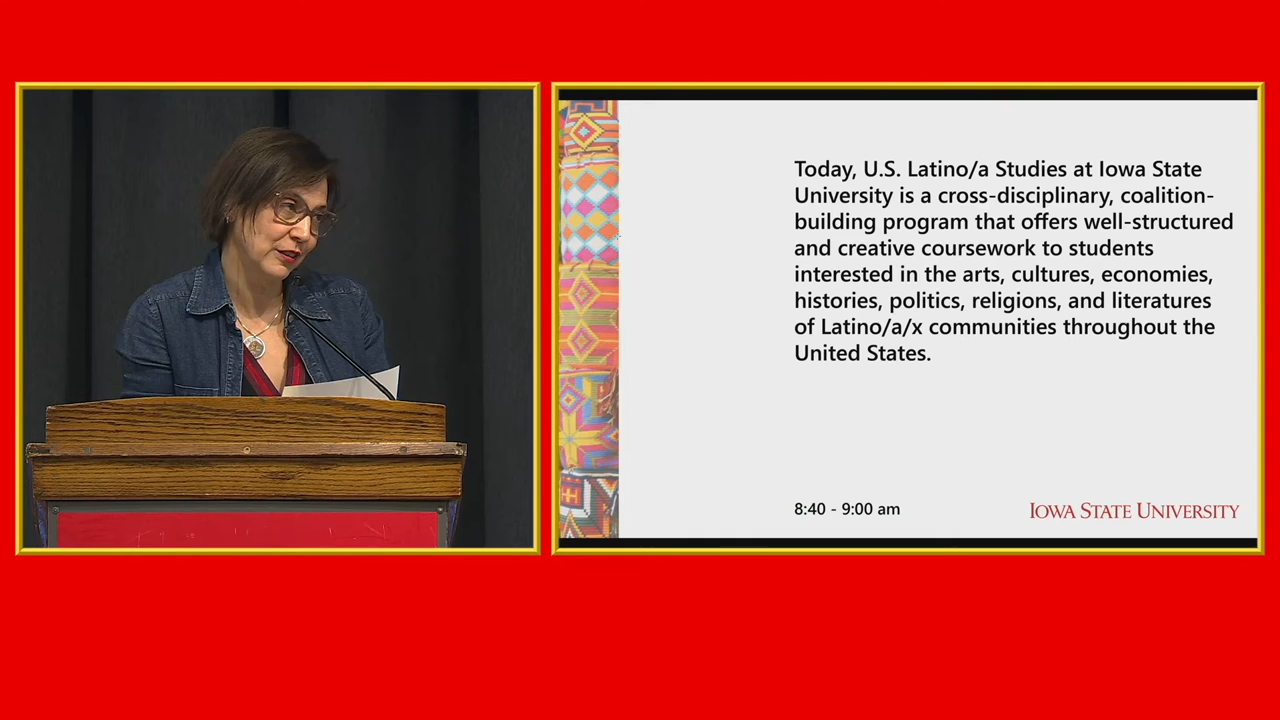 Today, U.S. Latino/a Studies at Iowa State
University is a cross-disciplinary, coalition-
building program that offers well-structured
and creative coursework to students
interested in the arts, cultures, economies,
histories, politics, religions, and literatures
of Latino/a/x communities throughout the
United States.
8:40 - 9:00 am
IOWA STATE UNIVERSITY